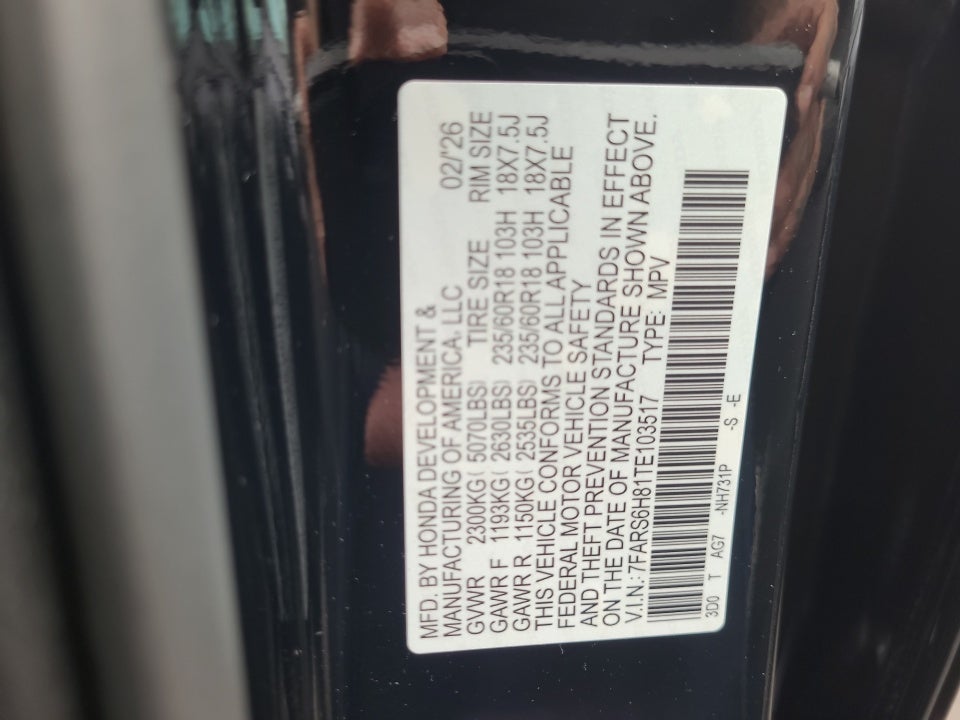 MFD. BY HONDA DEVELOPMENT &
MANUFACTURING OF AMERICA, LLC 02/'26
GVWR 2300KG( 5070LBS) TIRE SIZE RIM SIZE
GAWR F 1193KG( 2630LBS) 235/60R18 103H 18X7.5J
GAWR R 1150KG( 2535LBS) 235/60R18 103H 18X7.5J
THIS VEHICLE CONFORMS TO ALL APPLICABLE
FEDERAL MOTOR VEHICLE SAFETY
AND THEFT PREVENTION STANDARDS IN EFFECT
ON THE DATE OF MANUFACTURE SHOWN ABOVE.
V.I.N.: 7FARS6H81TE103517 TYPE: MPV
3D0 T AG7 -NH731P -S -E